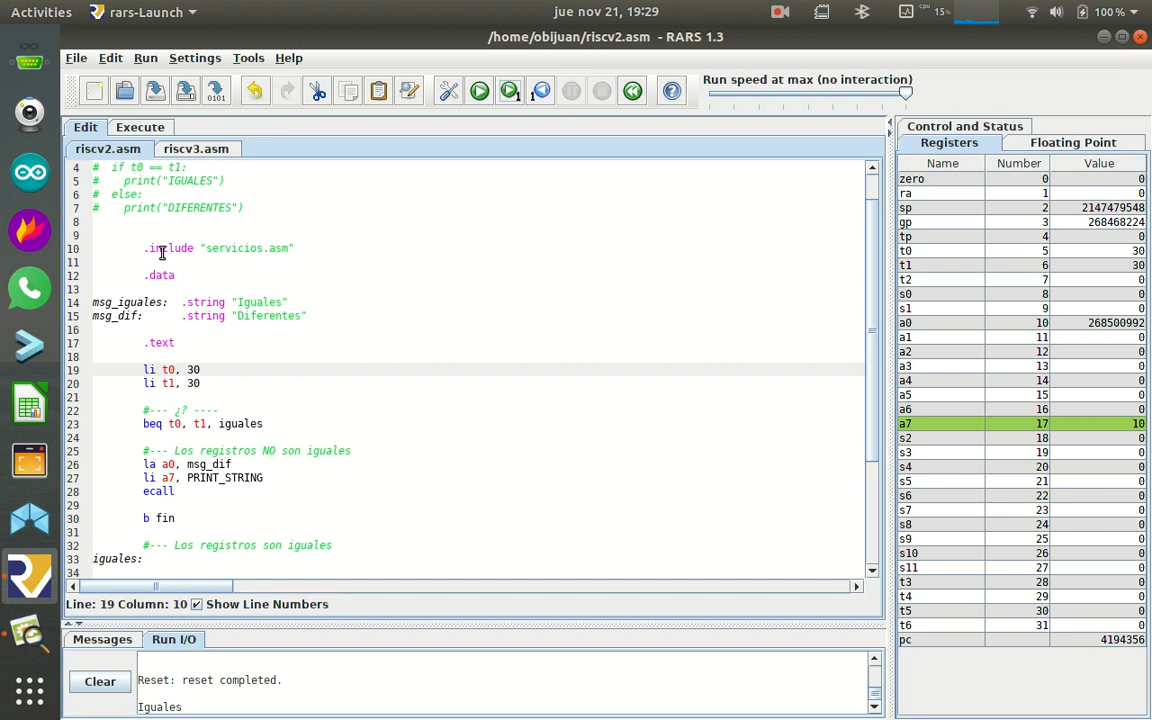 Activities rars-Launch jue nov 21, 19:29 cpu 15% 100%
/home/obijuan/riscv2.asm - RARS 1.3
File Edit Run Settings Tools Help
Run speed at max (no interaction)
Edit Execute
riscv2.asm riscv3.asm
4 # if t0 == t1:
5 # print("IGUALES")
6 # else:
7 # print("DIFERENTES")
8
9
10 .include "servicios.asm"
11
12 .data
13
14 msg_iguales: .string "Iguales"
15 msg_dif: .string "Diferentes"
16
17 .text
18
19 li t0, 30
20 li t1, 30
21
22 #--- ¿? ----
23 beq t0, t1, iguales
24
25 #--- Los registros NO son iguales
26 la a0, msg_dif
27 li a7, PRINT_STRING
28 ecall
29
30 b fin
31
32 #--- Los registros son iguales
33 iguales:
34
Line: 19 Column: 10 Show Line Numbers
Messages Run I/O
Clear
Reset: reset completed.
Iguales
Control and Status
Registers Floating Point
Name Number Value
zero 0 0
ra 1 0
sp 2 2147479548
gp 3 268468224
tp 4 0
t0 5 30
t1 6 30
t2 7 0
s0 8 0
s1 9 0
a0 10 268500992
a1 11 0
a2 12 0
a3 13 0
a4 14 0
a5 15 0
a6 16 0
a7 17 10
s2 18 0
s3 19 0
s4 20 0
s5 21 0
s6 22 0
s7 23 0
s8 24 0
s9 25 0
s10 26 0
s11 27 0
t3 28 0
t4 29 0
t5 30 0
t6 31 0
pc 4194356